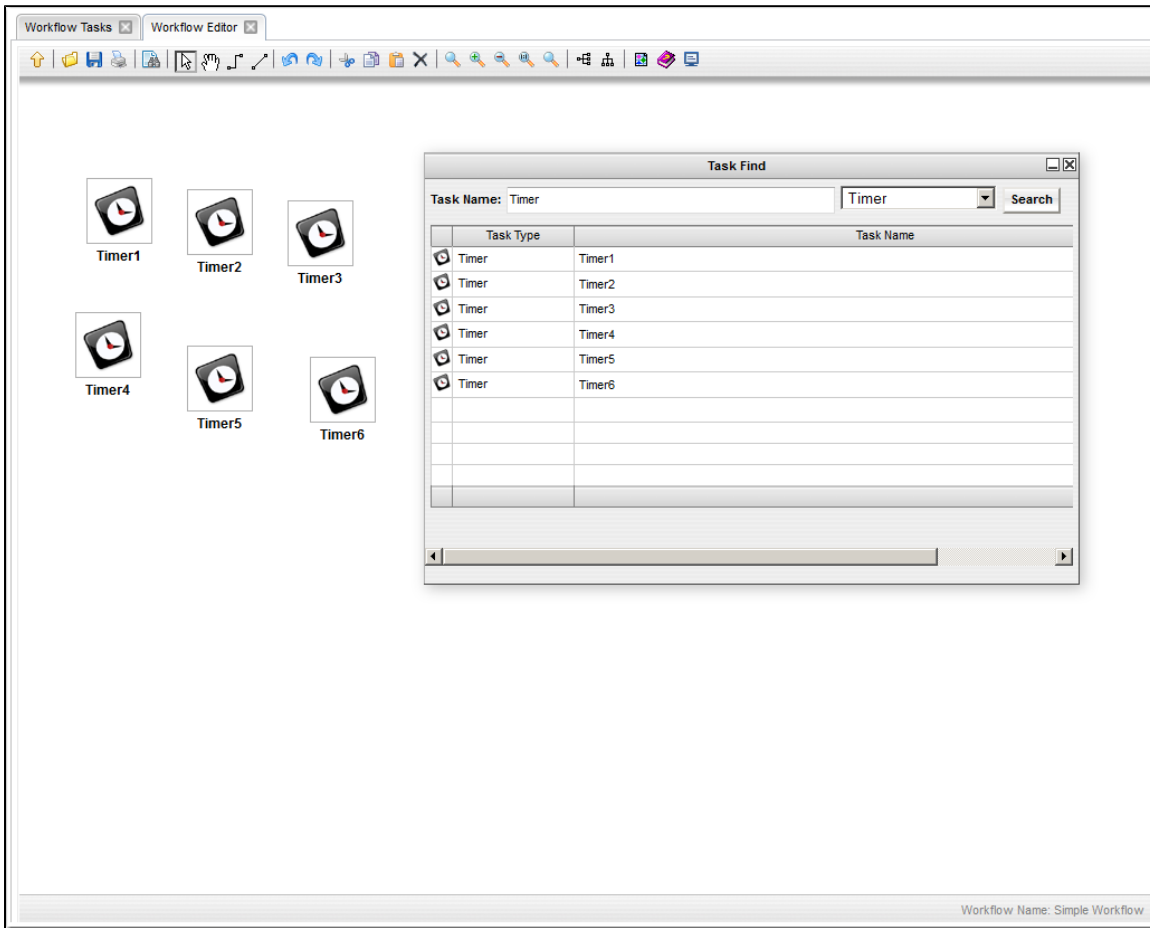 Workflow Tasks
Workflow Editor
Timer1
Timer2
Timer3
Timer4
Timer5
Timer6
Task Find
Task Name: Timer
Timer
Search
Task Type Task Name
Timer Timer1
Timer Timer2
Timer Timer3
Timer Timer4
Timer Timer5
Timer Timer6
Workflow Name: Simple Workflow